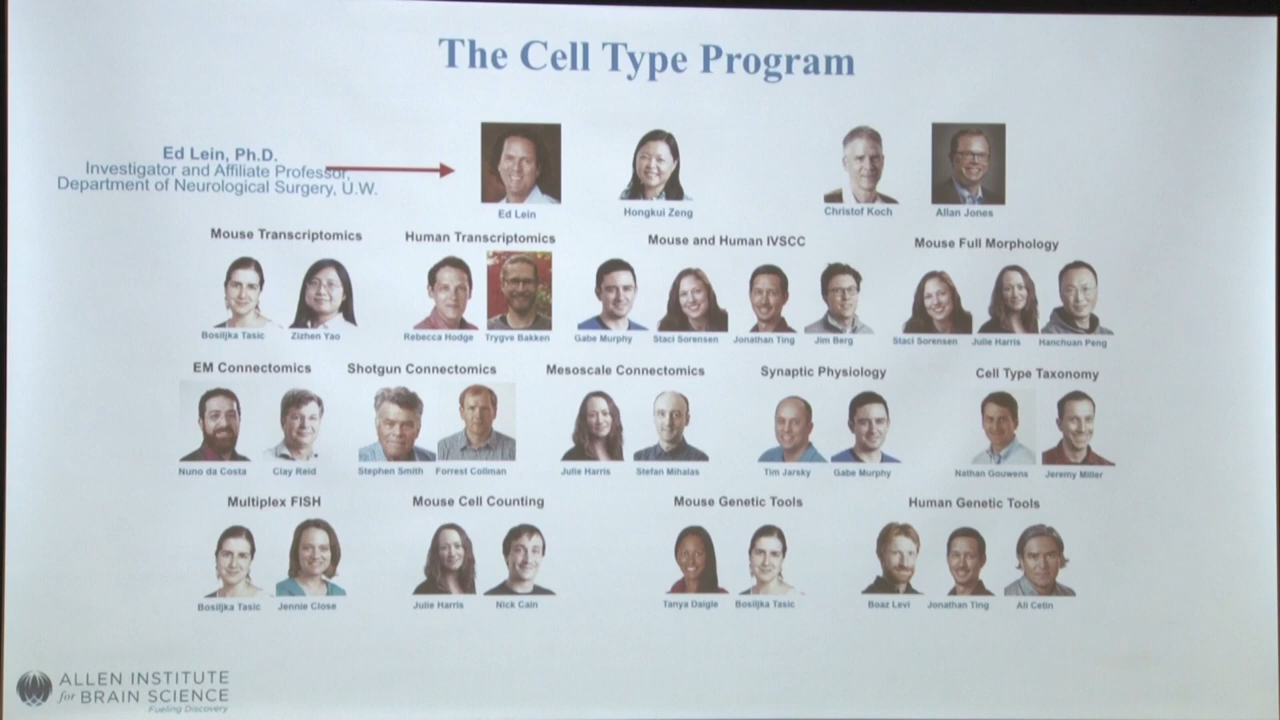 The Cell Type Program
Ed Lein, Ph.D.
Investigator and Affiliate Professor,
Department of Neurological Surgery, U.W.
Ed Lein
Hongkui Zeng
Christof Koch
Allan Jones
Mouse Transcriptomics
Human Transcriptomics
Mouse and Human IVSCC
Mouse Full Morphology
Bosiljka Tasic
Zizhen Yao
Rebecca Hodge
Trygve Bakken
Gabe Murphy
Staci Sorensen
Jonathan Ting
Jim Berg
Staci Sorensen
Julie Harris
Hanchuan Peng
EM Connectomics
Shotgun Connectomics
Mesoscale Connectomics
Synaptic Physiology
Cell Type Taxonomy
Nuno da Costa
Clay Reid
Stephen Smith
Forrest Collman
Julie Harris
Stefan Mihalas
Tim Jarsky
Gabe Murphy
Nathan Gouwens
Jeremy Miller
Multiplex FISH
Mouse Cell Counting
Mouse Genetic Tools
Human Genetic Tools
Bosiljka Tasic
Jennie Close
Julie Harris
Nick Cain
Tanya Daigle
Bosiljka Tasic
Boaz Levi
Jonathan Ting
Ali Cetin
ALLEN INSTITUTE
for BRAIN SCIENCE
Fueling Discovery